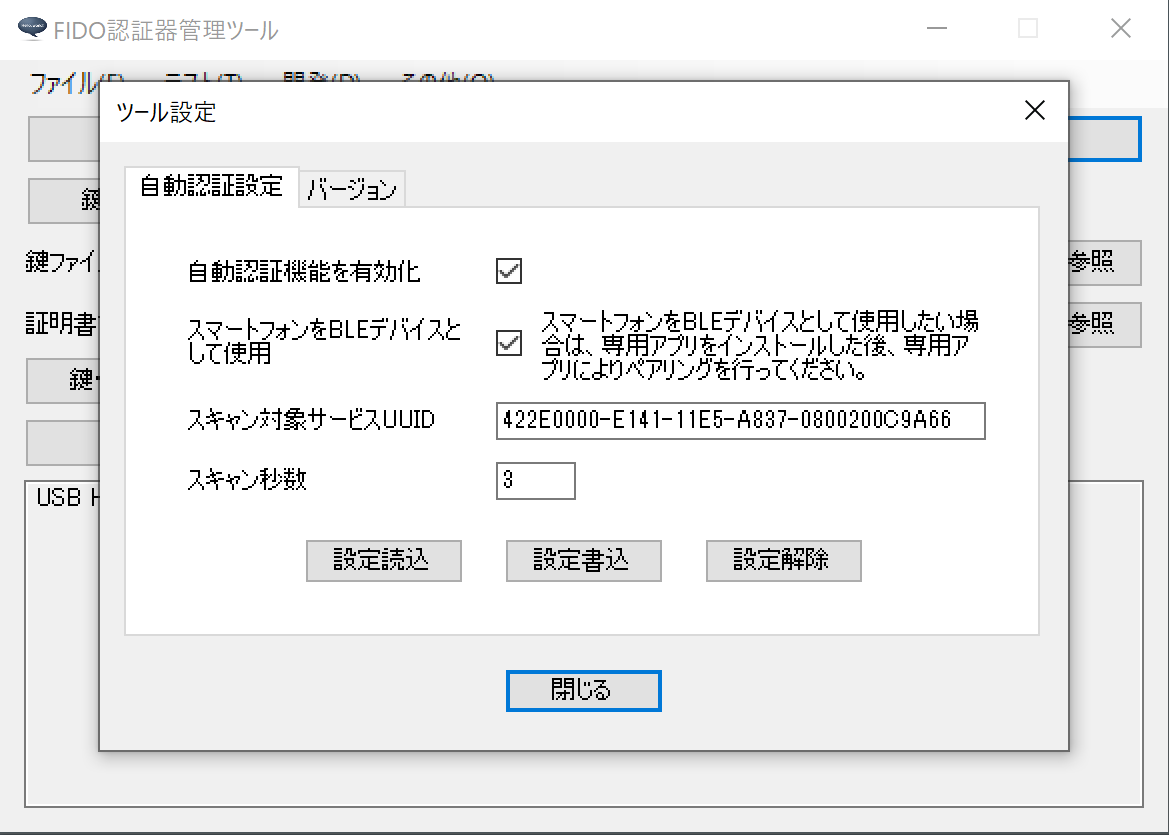 FIDO認証器管理ツール
ファイル(F) テスト(T) 開発(D) その他(O)
ツール設定
自動認証設定 バージョン
鍵
自動認証機能を有効化
鍵ファイル
参照
スマートフォンをBLEデバイスと
して使用
スマートフォンをBLEデバイスとして使用したい場
合は、専用アプリをインストールした後、専用ア
プリによりペアリングを行ってください。
証明書
参照
鍵・
スキャン対象サービスUUID 422E0000-E141-11E5-A837-0800200C9A66
スキャン秒数 3
USB H
設定読込 設定書込 設定解除
閉じる